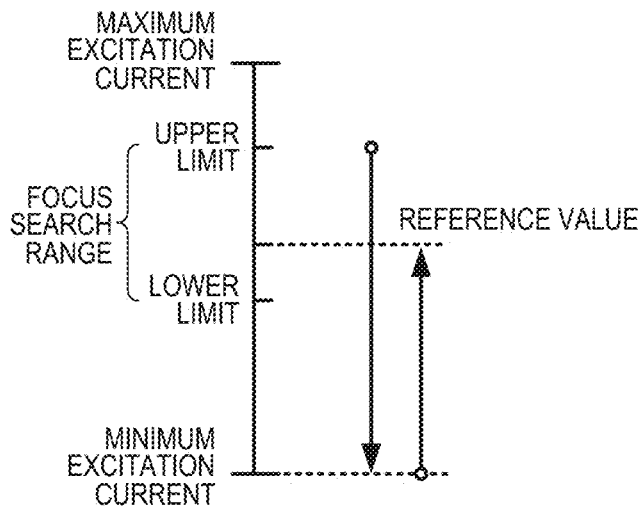 MAXIMUM
EXCITATION
CURRENT
UPPER
LIMIT
FOCUS
SEARCH
RANGE
REFERENCE VALUE
LOWER
LIMIT
MINIMUM
EXCITATION
CURRENT